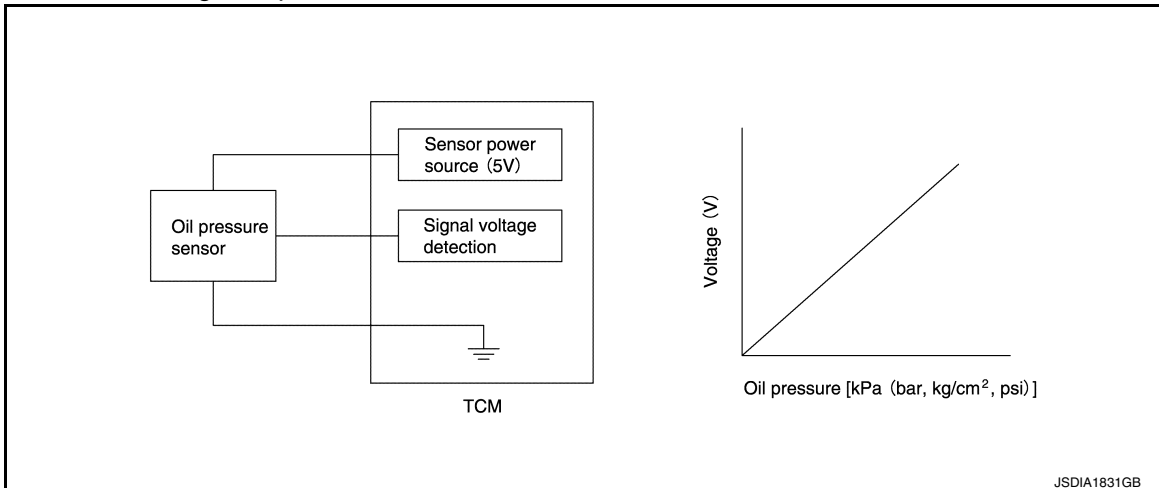 Sensor power
source (5V)
Oil pressure
sensor
Signal voltage
detection
TCM
Voltage (V)
Oil pressure [kPa (bar, kg/cm², psi)]
JSDIA1831GB